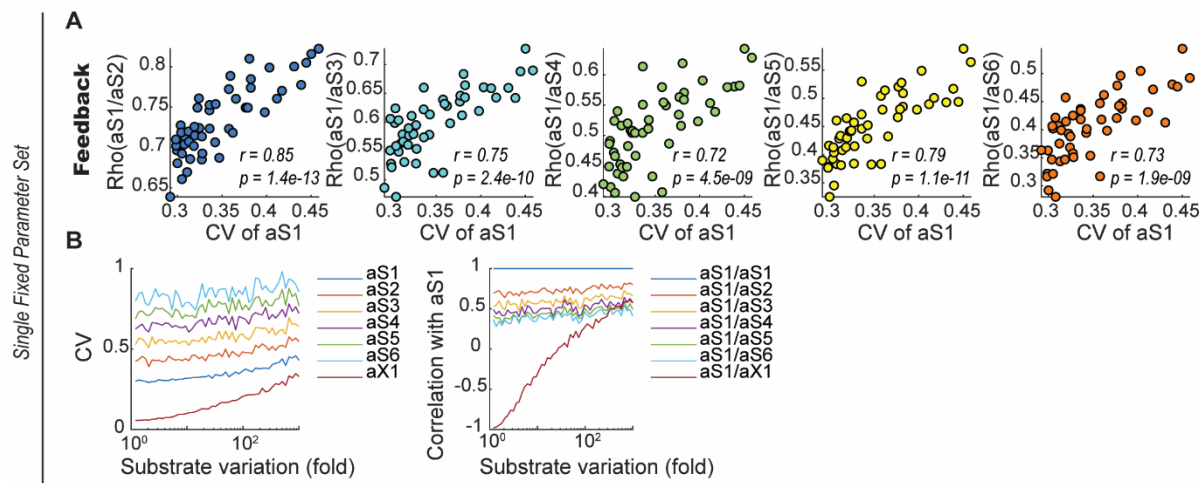 A
Single Fixed Parameter Set
Feedback
Rho(aS1/aS2)
0.8
0.75
0.7
0.65
r = 0.85
p = 1.4e-13
0.3
0.35
0.4
0.45
CV of aS1
Rho(aS1/aS3)
0.7
0.65
0.6
0.55
0.5
r = 0.75
p = 2.4e-10
0.3
0.35
0.4
0.45
CV of aS1
Rho(aS1/aS4)
0.6
0.55
0.5
0.45
0.4
r = 0.72
p = 4.5e-09
0.3
0.35
0.4
0.45
CV of aS1
Rho(aS1/aS5)
0.55
0.5
0.45
0.4
0.35
r = 0.79
p = 1.1e-11
0.3
0.35
0.4
0.45
CV of aS1
Rho(aS1/aS6)
0.5
0.45
0.4
0.35
0.3
r = 0.73
p = 1.9e-09
0.3
0.35
0.4
0.45
CV of aS1
B
CV
1
0.5
0
10⁰
10²
Substrate variation (fold)
aS1
aS2
aS3
aS4
aS5
aS6
aX1
Correlation with aS1
1
0.5
0
-0.5
-1
10⁰
10²
Substrate variation (fold)
aS1/aS1
aS1/aS2
aS1/aS3
aS1/aS4
aS1/aS5
aS1/aS6
aS1/aX1